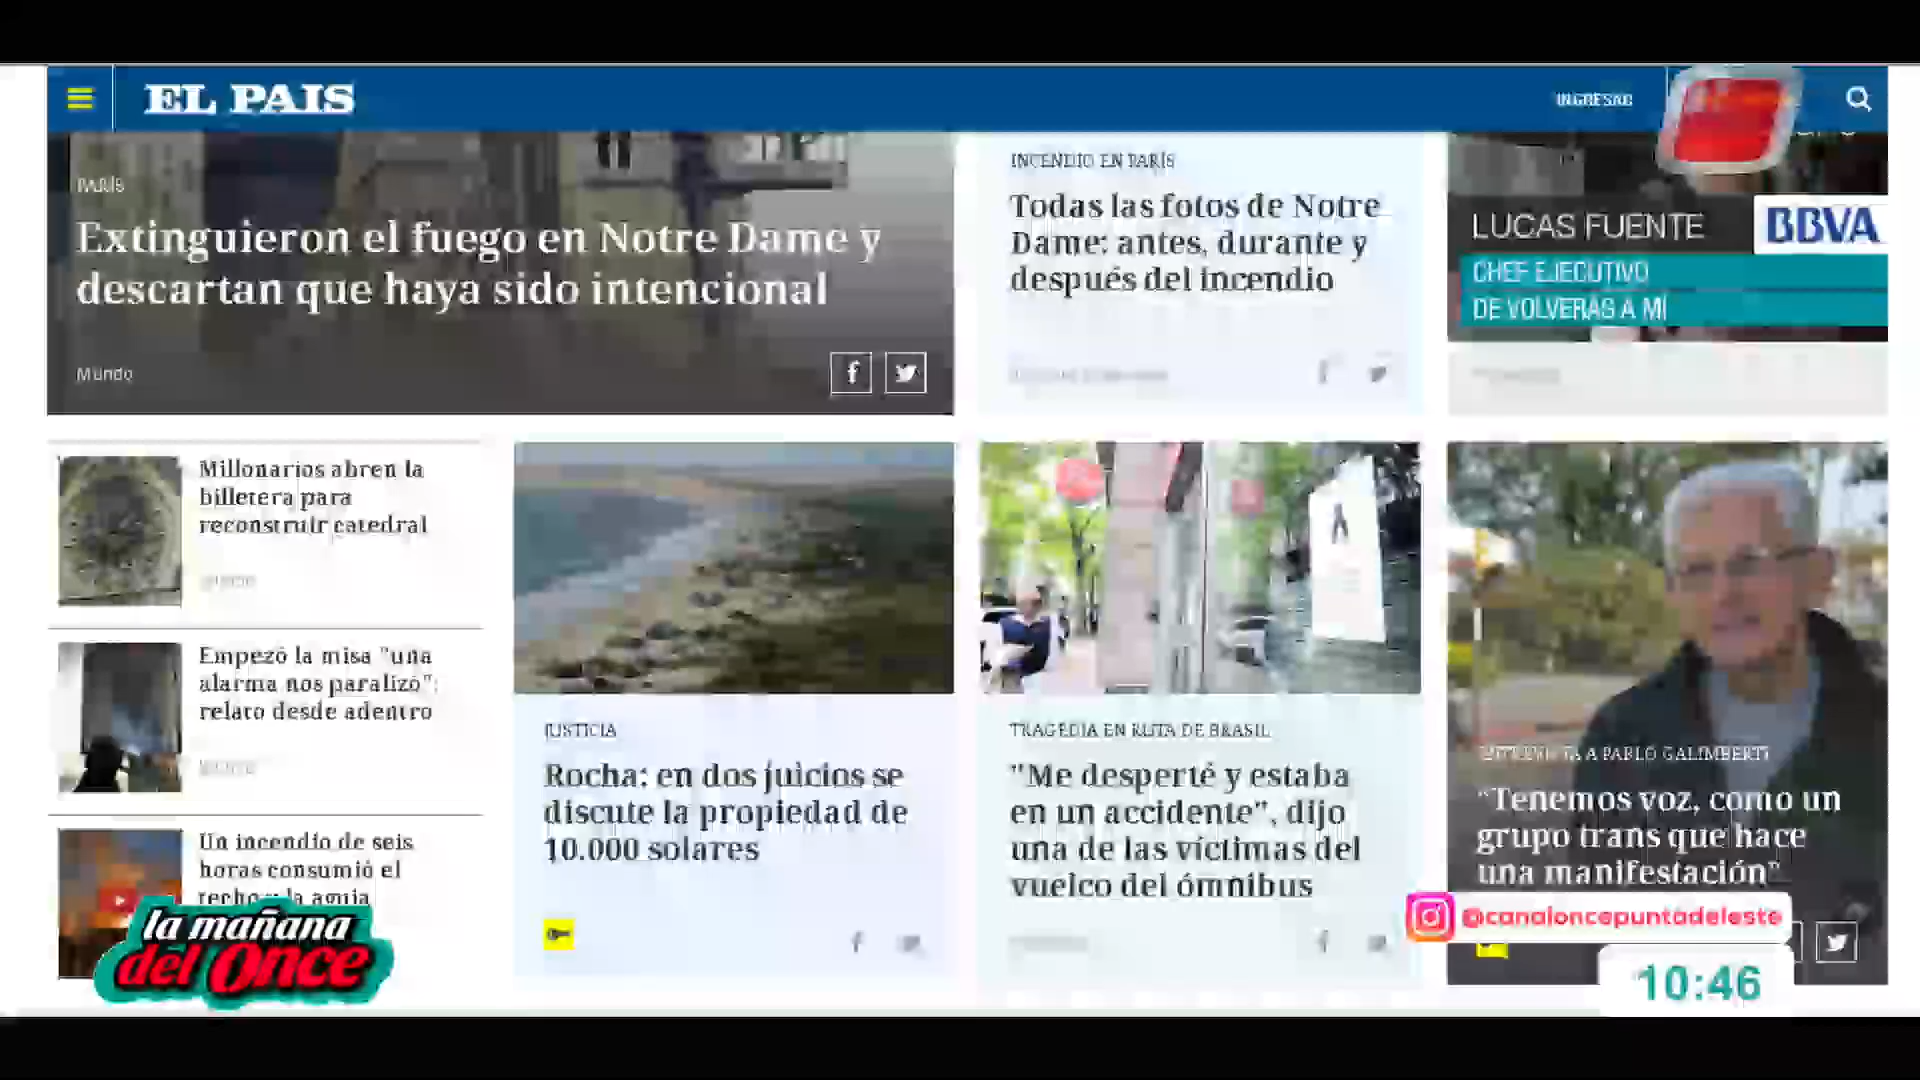 EL PAIS
INGRESAR
PARÍS
Extinguieron el fuego en Notre Dame y
descartan que haya sido intencional
Mundo
INCENDIO EN PARÍS
Todas las fotos de Notre
Dame: antes, durante y
después del incendio
LUCAS FUENTE
BBVA
CHEF EJECUTIVO
DE VOLVERÁS A MÍ
Millonarios abren la
billetera para
reconstruir catedral
Empezó la misa "una
alarma nos paralizó":
relato desde adentro
Un incendio de seis
horas consumió el
techo y la aguja
JUSTICIA
Rocha: en dos juicios se
discute la propiedad de
10.000 solares
TRAGEDIA EN RUTA DE BRASIL
"Me desperté y estaba
en un accidente", dijo
una de las víctimas del
vuelco del ómnibus
ENTREVISTA A PABLO GALIMBERTI
"Tenemos voz, como un
grupo trans que hace
una manifestación"
la mañana
del Once
@canaloncepuntadeleste
10:46